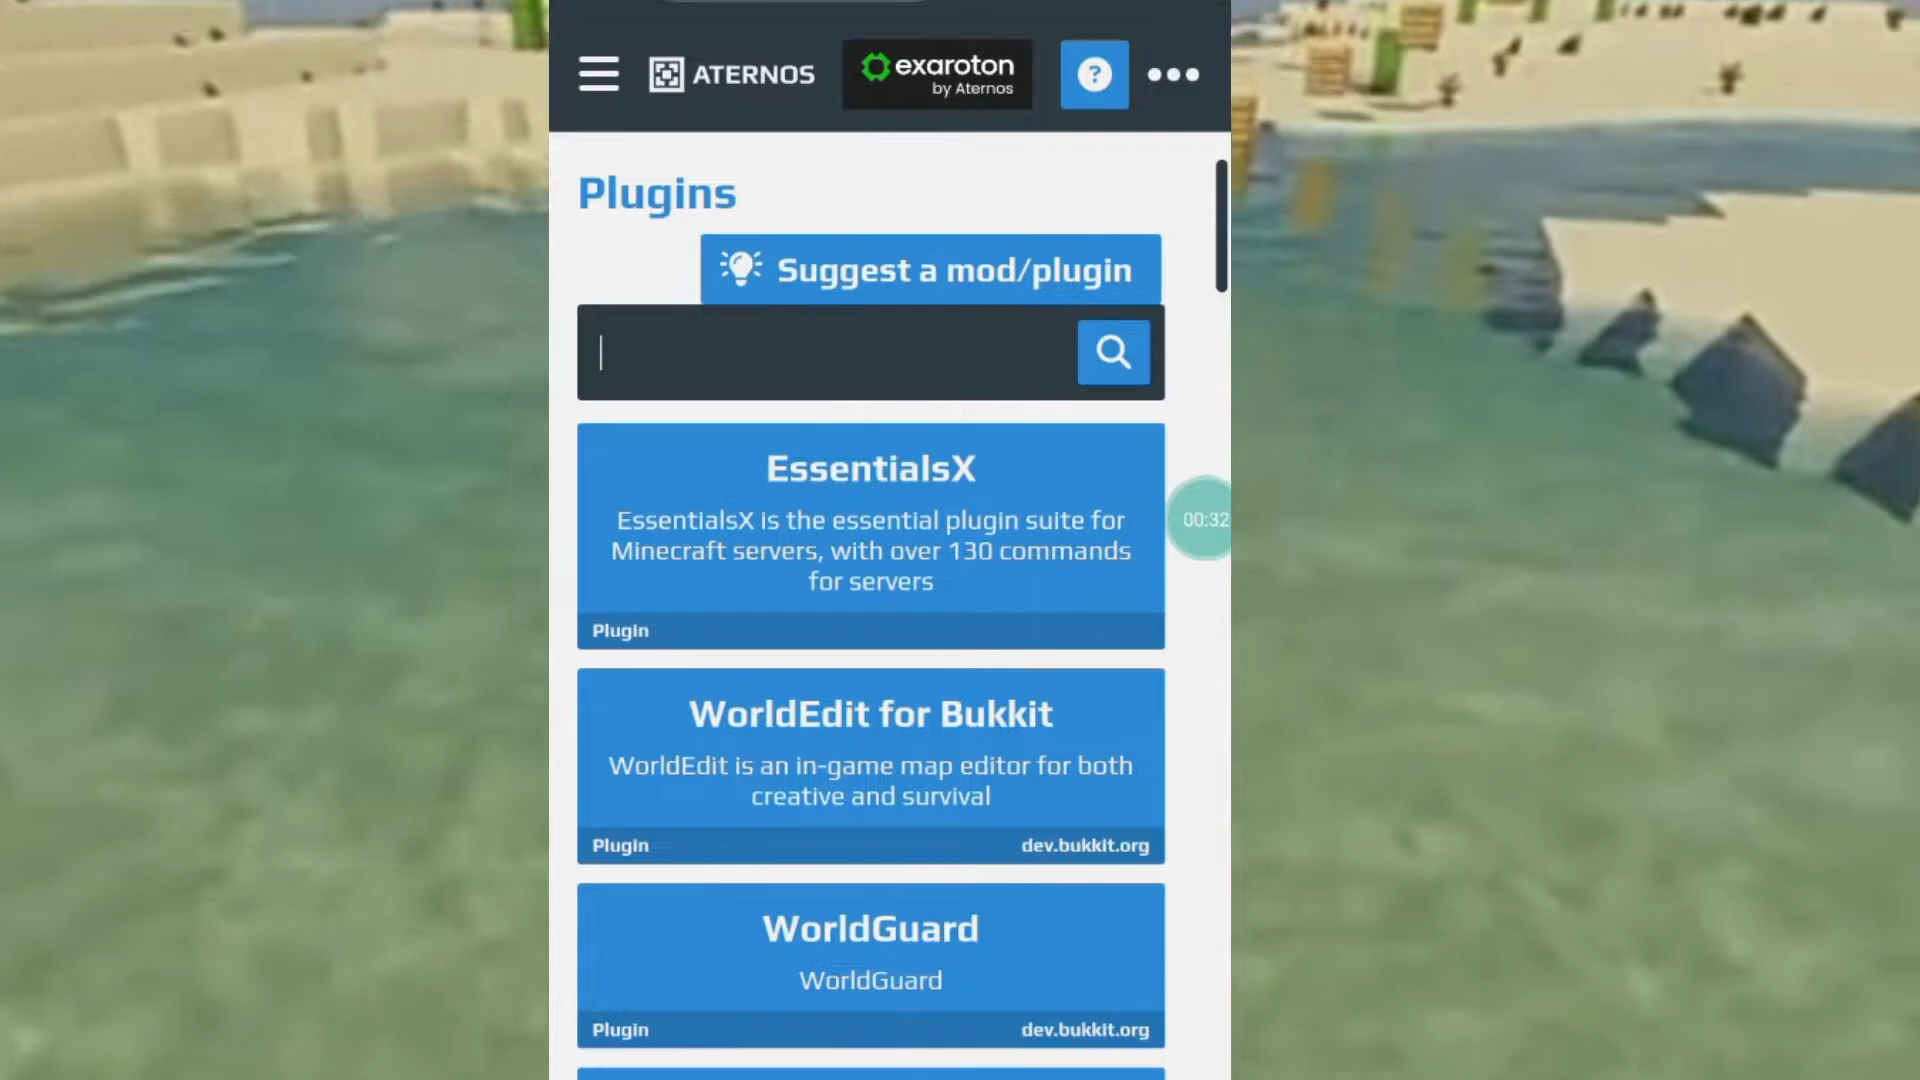 ATERNOS
exaroton
by Aternos
?
Plugins
Suggest a mod/plugin
EssentialsX
EssentialsX is the essential plugin suite for
Minecraft servers, with over 130 commands
for servers
Plugin
00:32
WorldEdit for Bukkit
WorldEdit is an in-game map editor for both
creative and survival
Plugin dev.bukkit.org
WorldGuard
WorldGuard
Plugin dev.bukkit.org